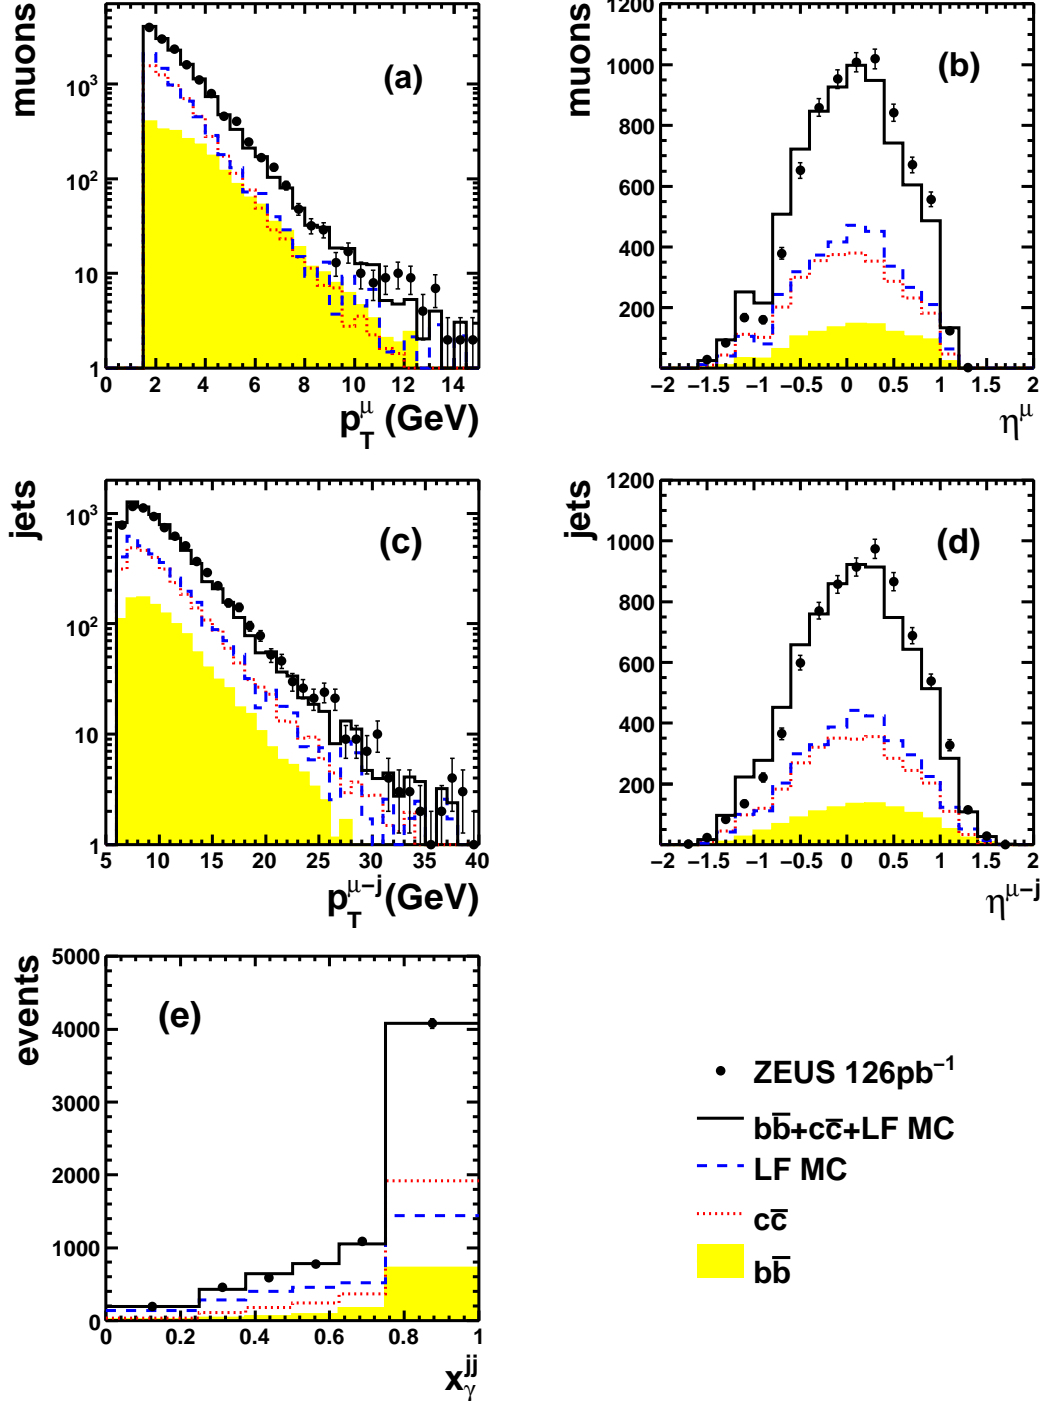 muons
(a)
10³
10²
10
1
0 2 4 6 8 10 12 14
p_T^μ (GeV)
muons
(b)
1200
1000
800
600
400
200
−2 −1.5 −1 −0.5 0 0.5 1 1.5 2
η^μ
jets
(c)
10³
10²
10
1
5 10 15 20 25 30 35 40
p_T^{μ−j} (GeV)
jets
(d)
1200
1000
800
600
400
200
−2 −1.5 −1 −0.5 0 0.5 1 1.5 2
η^{μ−j}
events
(e)
5000
4000
3000
2000
1000
0
0 0.2 0.4 0.6 0.8 1
x_γ^{jj}
ZEUS 126pb⁻¹
bb̅+cc̅+LF MC
LF MC
cc̅
bb̅